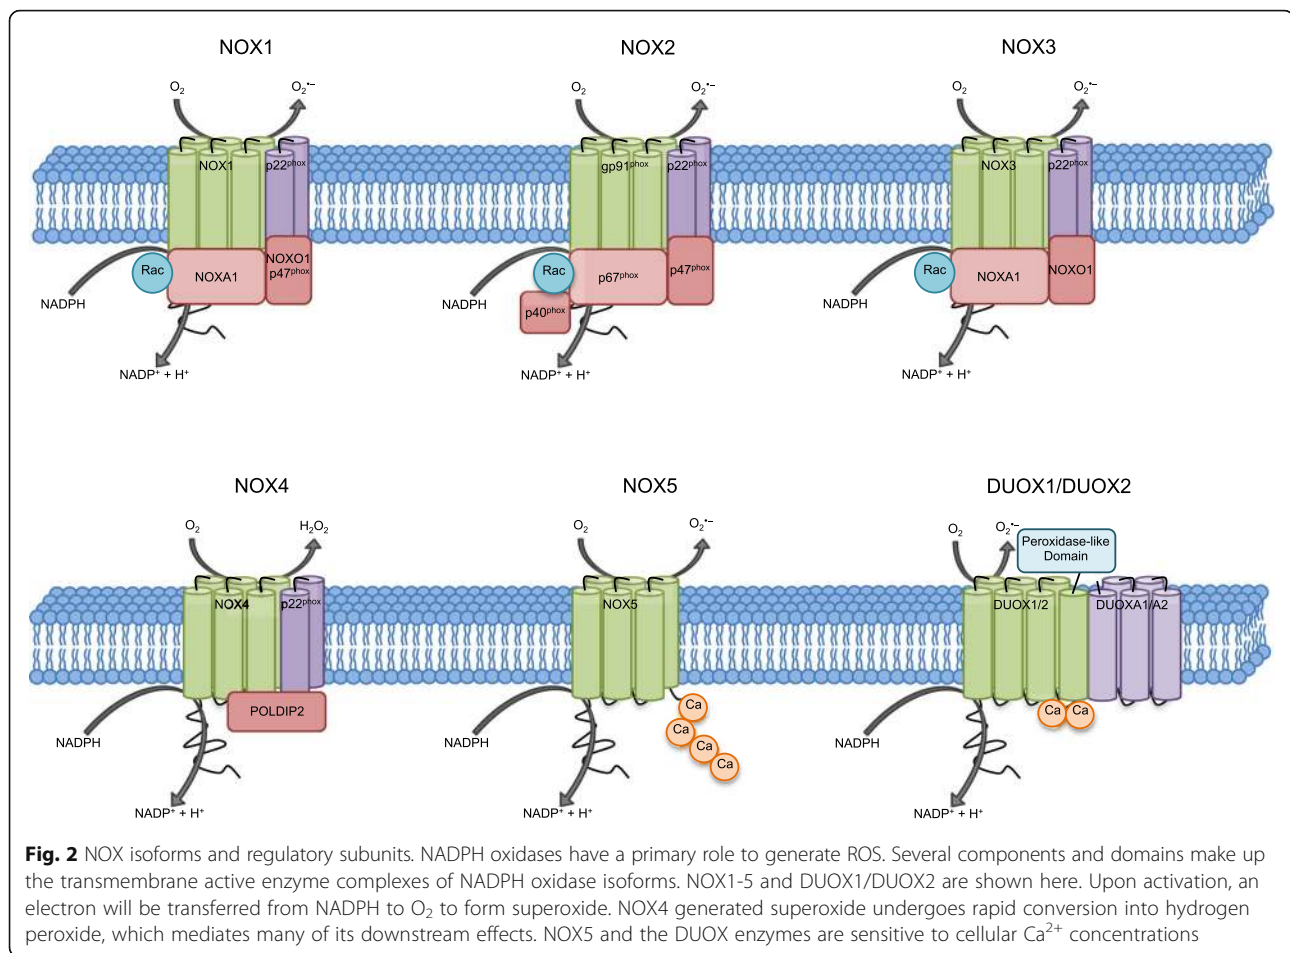 NOX1
NOX2
NOX3
O₂
O₂•–
O₂
O₂•–
O₂
O₂•–
NOX1
p22ᵖʰᵒˣ
gp91ᵖʰᵒˣ
p22ᵖʰᵒˣ
NOX3
p22ᵖʰᵒˣ
Rac
NOXA1
NOXO1
p47ᵖʰᵒˣ
NADPH
NADP⁺ + H⁺
Rac
p67ᵖʰᵒˣ
p47ᵖʰᵒˣ
p40ᵖʰᵒˣ
NADPH
NADP⁺ + H⁺
Rac
NOXA1
NOXO1
NADPH
NADP⁺ + H⁺
NOX4
NOX5
DUOX1/DUOX2
O₂
H₂O₂
O₂
O₂•–
O₂
O₂•–
Peroxidase-like
Domain
NOX4
p22ᵖʰᵒˣ
NOX5
DUOX1/2
DUOXA1/A2
POLDIP2
NADPH
NADP⁺ + H⁺
Ca
Ca
Ca
Ca
NADPH
NADP⁺ + H⁺
Ca
Ca
NADPH
NADP⁺ + H⁺
Fig. 2 NOX isoforms and regulatory subunits. NADPH oxidases have a primary role to generate ROS. Several components and domains make up
the transmembrane active enzyme complexes of NADPH oxidase isoforms. NOX1-5 and DUOX1/DUOX2 are shown here. Upon activation, an
electron will be transferred from NADPH to O₂ to form superoxide. NOX4 generated superoxide undergoes rapid conversion into hydrogen
peroxide, which mediates many of its downstream effects. NOX5 and the DUOX enzymes are sensitive to cellular Ca²⁺ concentrations